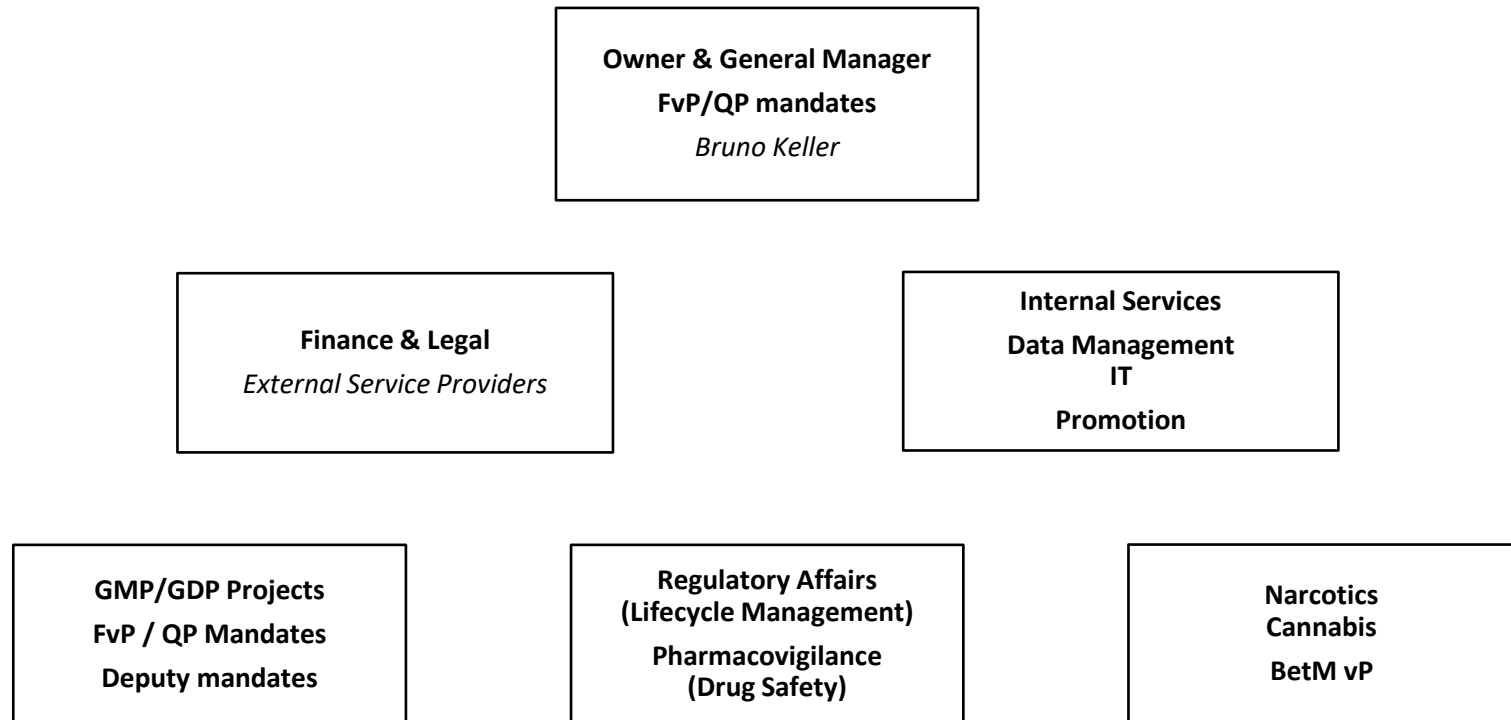 Owner & General Manager
FvP/QP mandates
Bruno Keller
Finance & Legal
External Service Providers
Internal Services
Data Management
IT
Promotion
GMP/GDP Projects
FvP / QP Mandates
Deputy mandates
Regulatory Affairs
(Lifecycle Management)
Pharmacovigilance
(Drug Safety)
Narcotics
Cannabis
BetM vP